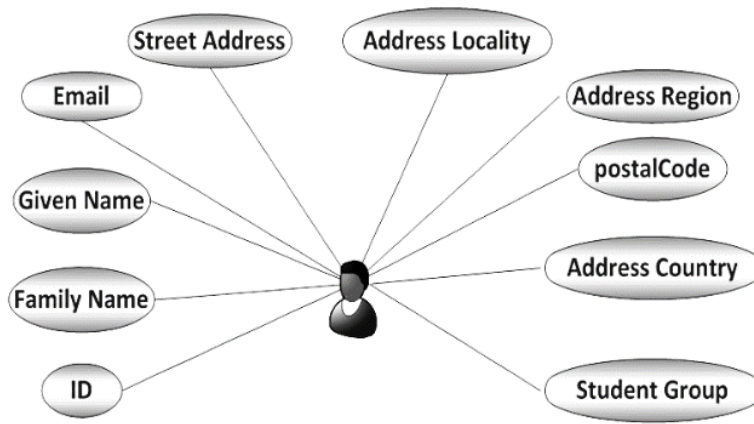 Street Address
Address Locality
Email
Address Region
postalCode
Given Name
Address Country
Family Name
ID
Student Group